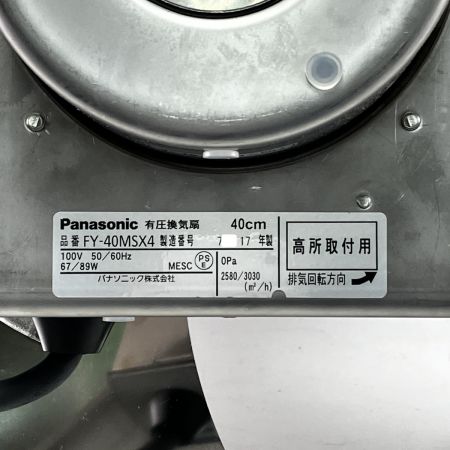 Panasonic 有圧換気扇 40cm
品番 FY-40MSX4 製造番号 7 17 年製
100V 50/60Hz
67/89W MESC PSE
パナソニック株式会社
0Pa
2580/3030
(m³/h)
高所取付用
排気回転方向